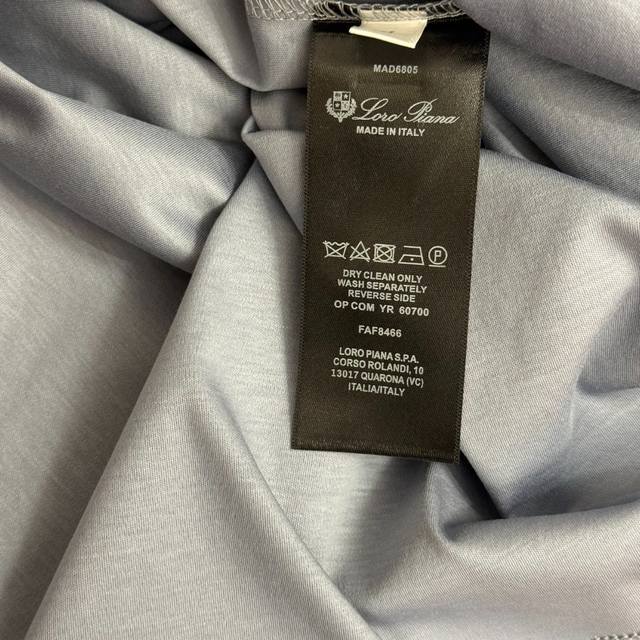 MAD6805
Loro Piana
MADE IN ITALY
P
DRY CLEAN ONLY
WASH SEPARATELY
REVERSE SIDE
OP COM YR 60700
FAF8466
LORO PIANA S.P.A.
CORSO ROLANDI, 10
13017 QUARONA (VC)
ITALIA/ITALY